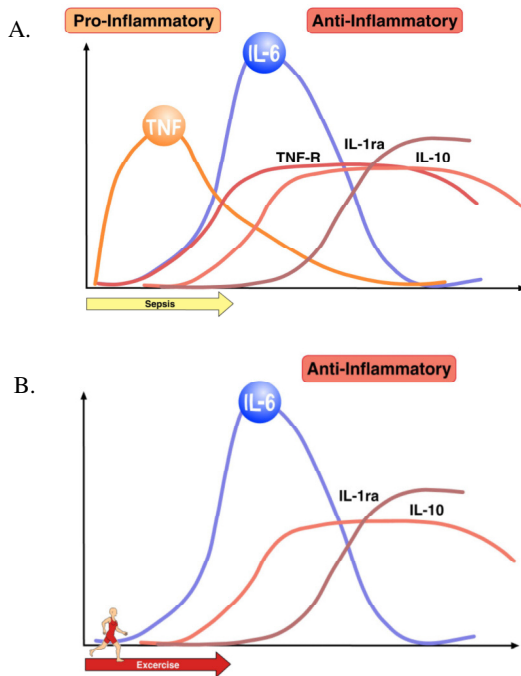 A.
Pro-Inflammatory
Anti-Inflammatory
IL-6
TNF
TNF-R
IL-1ra
IL-10
Sepsis
B.
Anti-Inflammatory
IL-6
IL-1ra
IL-10
Excercise